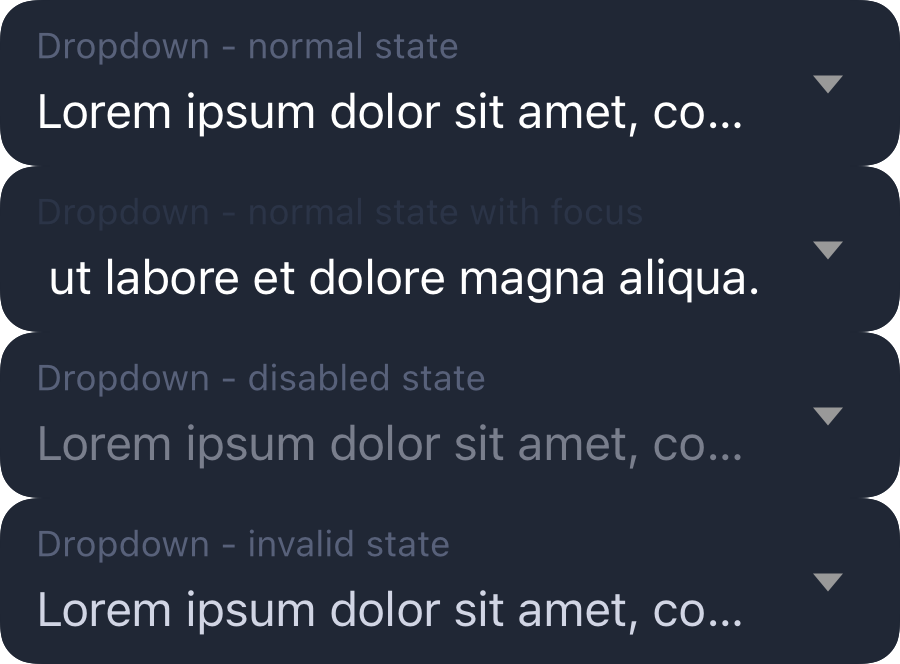 Dropdown - normal state
Lorem ipsum dolor sit amet, co...
Dropdown - normal state with focus
ut labore et dolore magna aliqua.
Dropdown - disabled state
Lorem ipsum dolor sit amet, co...
Dropdown - invalid state
Lorem ipsum dolor sit amet, co...